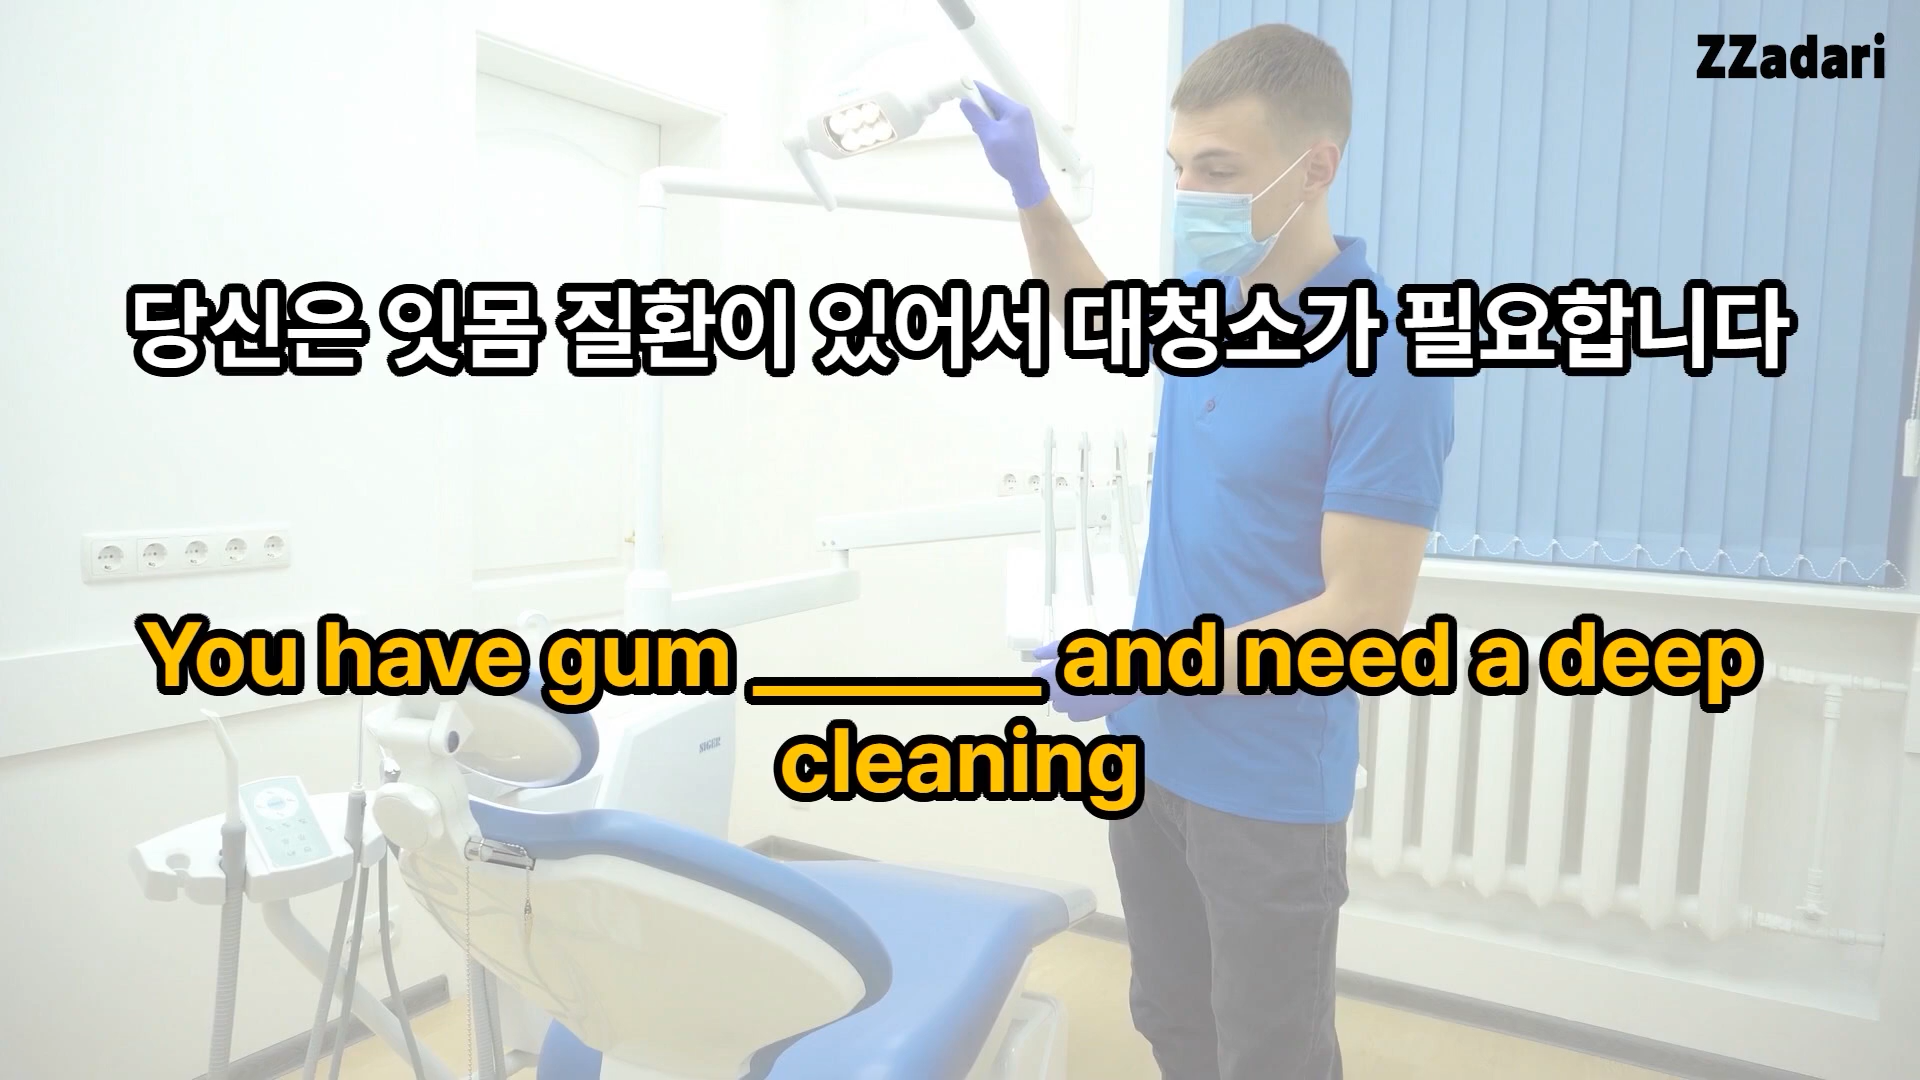 ZZadari
당신은 잇몸 질환이 있어서 대청소가 필요합니다
You have gum ______ and need a deep
cleaning
SIGER